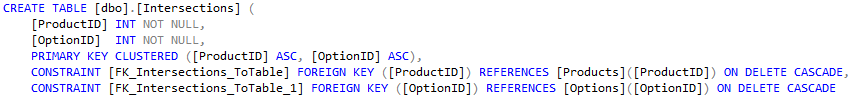 CREATE TABLE [dbo].[Intersections] (
    [ProductID] INT NOT NULL,
    [OptionID]  INT NOT NULL,
    PRIMARY KEY CLUSTERED ([ProductID] ASC, [OptionID] ASC),
    CONSTRAINT [FK_Intersections_ToTable] FOREIGN KEY ([ProductID]) REFERENCES [Products]([ProductID]) ON DELETE CASCADE,
    CONSTRAINT [FK_Intersections_ToTable_1] FOREIGN KEY ([OptionID]) REFERENCES [Options]([OptionID]) ON DELETE CASCADE